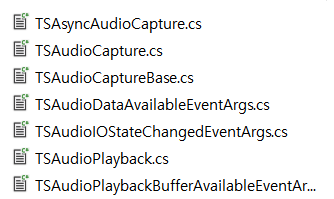 TSAsyncAudioCapture.cs
TSAudioCapture.cs
TSAudioCaptureBase.cs
TSAudioDataAvailableEventArgs.cs
TSAudioIOStateChangedEventArgs.cs
TSAudioPlayback.cs
TSAudioPlaybackBufferAvailableEventAr...